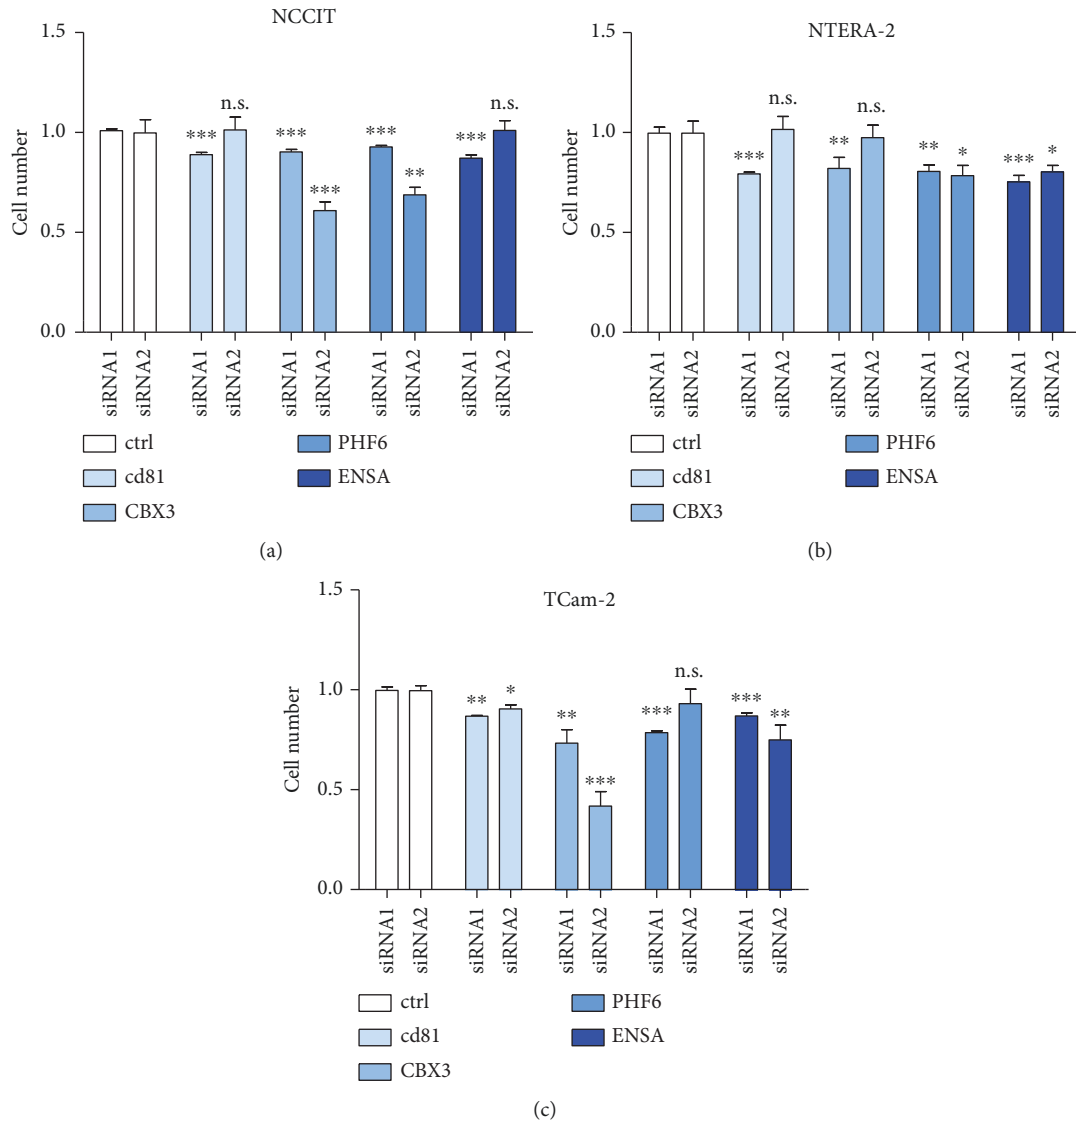 NCCIT
1.5
1.0
0.5
0.0
Cell number
***
n.s.
***
***
***
**
***
n.s.
siRNA1
siRNA2
siRNA1
siRNA2
siRNA1
siRNA2
siRNA1
siRNA2
siRNA1
siRNA2
ctrl
cd81
CBX3
PHF6
ENSA
(a)
NTERA-2
1.5
1.0
0.5
0.0
Cell number
***
n.s.
**
n.s.
**
*
***
*
siRNA1
siRNA2
siRNA1
siRNA2
siRNA1
siRNA2
siRNA1
siRNA2
siRNA1
siRNA2
ctrl
cd81
CBX3
PHF6
ENSA
(b)
TCam-2
1.5
1.0
0.5
0.0
Cell number
**
*
**
***
***
n.s.
***
**
siRNA1
siRNA2
siRNA1
siRNA2
siRNA1
siRNA2
siRNA1
siRNA2
siRNA1
siRNA2
ctrl
cd81
CBX3
PHF6
ENSA
(c)